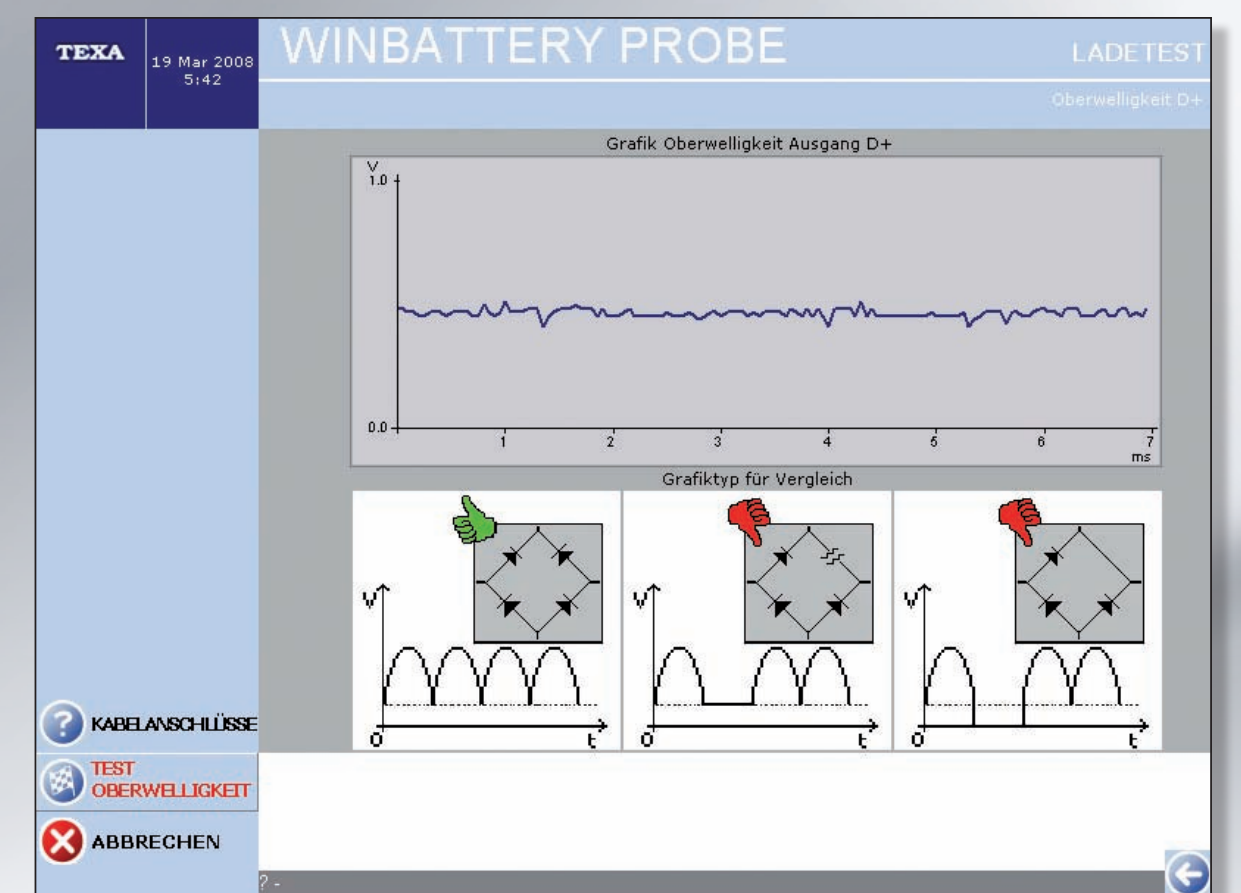 TEXA
19 Mar 2008
5:42
WINBATTERY PROBE
LADETEST
Oberwelligkeit D+
Grafik Oberwelligkeit Ausgang D+
V
1.0
0.0
1 2 3 4 5 6 7
ms
Grafiktyp für Vergleich
V
0 t
V
0 t
V
0 t
? KABELANSCHLÜSSE
TEST
OBERWELLIGKEIT
ABBRECHEN
? -